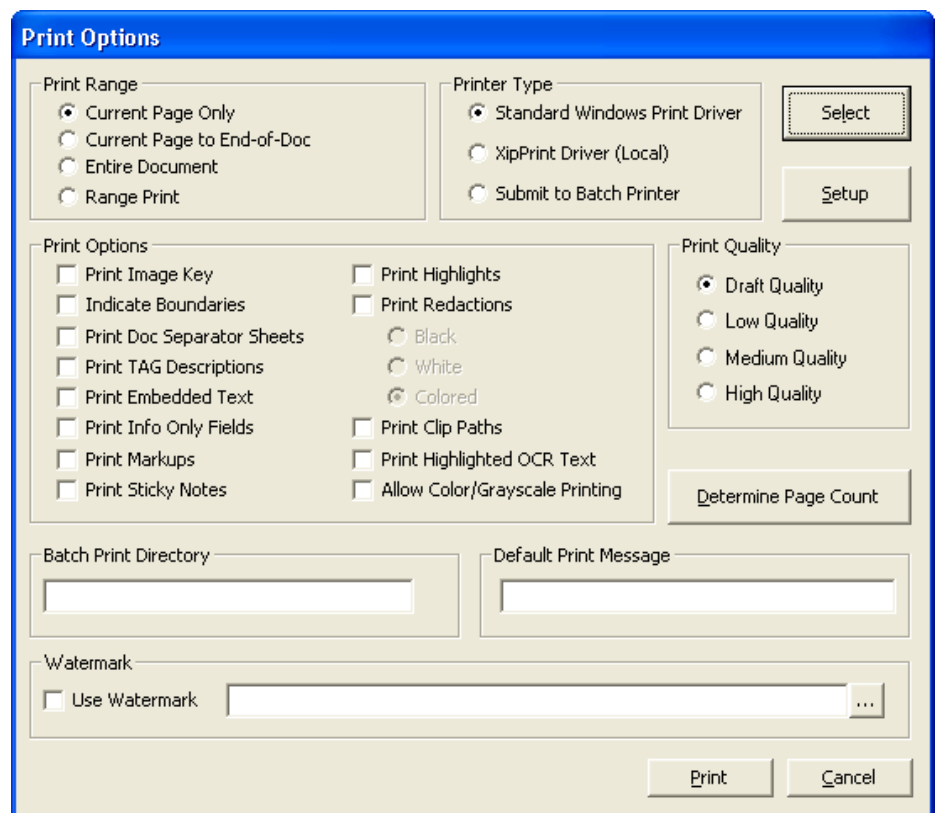 Print Options
Print Range
Current Page Only
Current Page to End-of-Doc
Entire Document
Range Print
Printer Type
Standard Windows Print Driver
XipPrint Driver (Local)
Submit to Batch Printer
Select
Setup
Print Options
Print Image Key
Indicate Boundaries
Print Doc Separator Sheets
Print TAG Descriptions
Print Embedded Text
Print Info Only Fields
Print Markups
Print Sticky Notes
Print Highlights
Print Redactions
Black
White
Colored
Print Clip Paths
Print Highlighted OCR Text
Allow Color/Grayscale Printing
Print Quality
Draft Quality
Low Quality
Medium Quality
High Quality
Determine Page Count
Batch Print Directory
Default Print Message
Watermark
Use Watermark
...
Print
Cancel